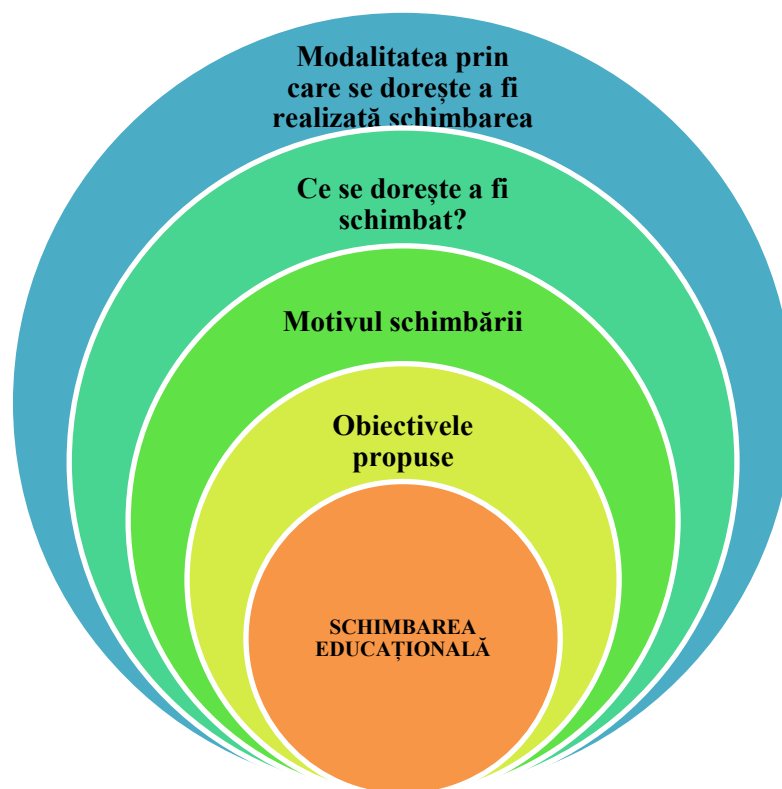 Modalitatea prin
care se dorește a fi
realizată schimbarea
Ce se dorește a fi
schimbat?
Motivul schimbării
Obiectivele
propuse
SCHIMBAREA
EDUCAȚIONALĂ